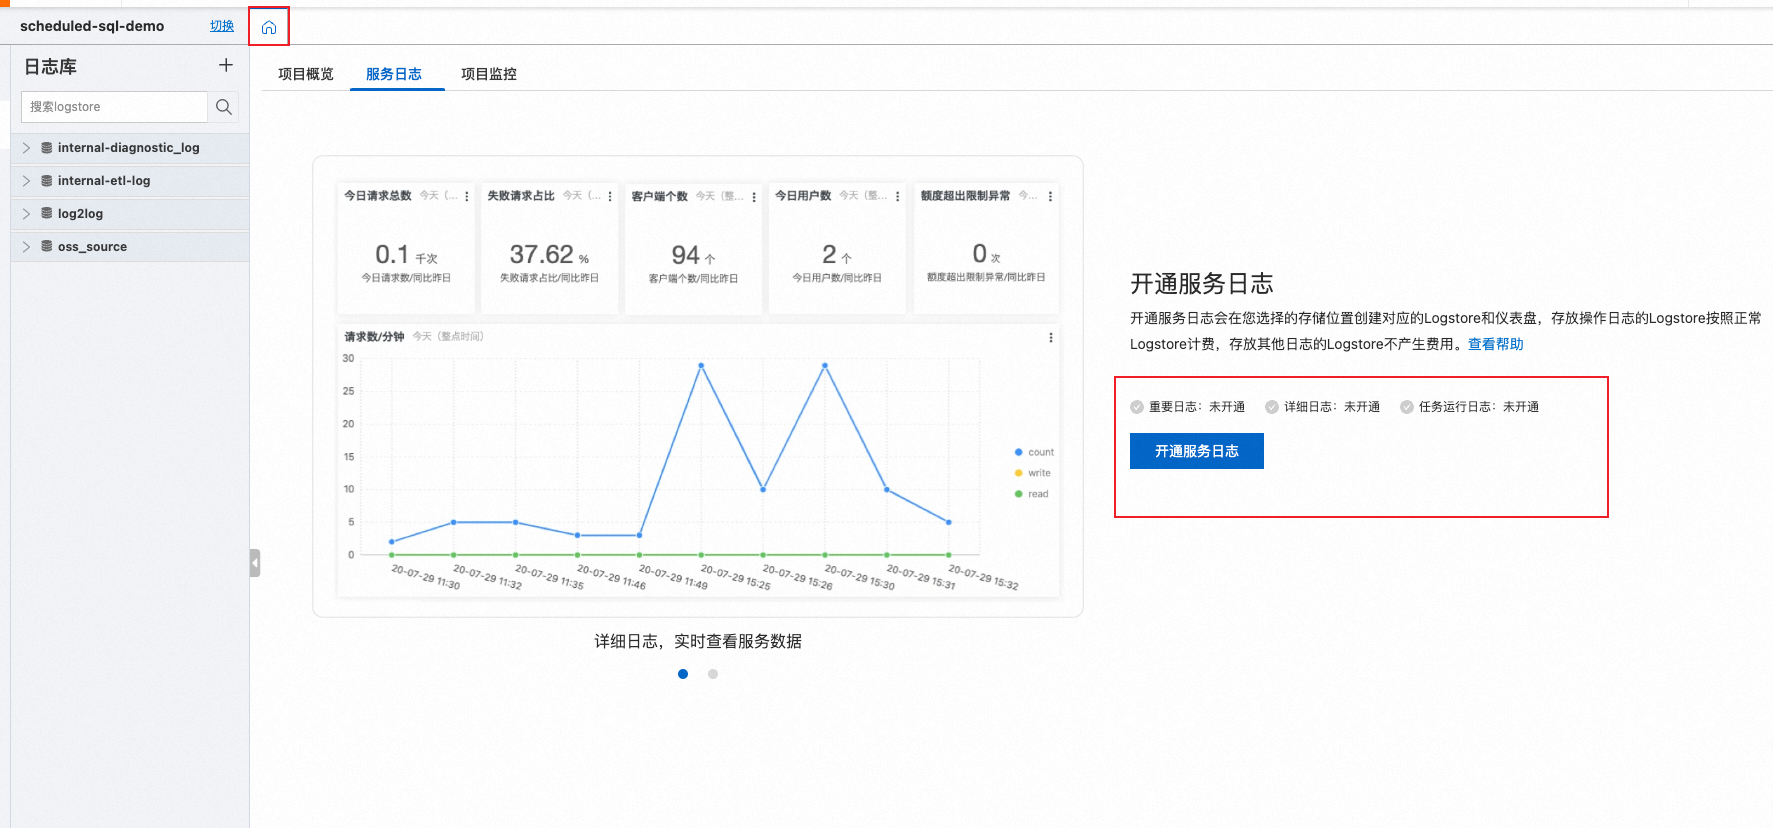 scheduled-sql-demo 切换
日志库
搜索logstore
internal-diagnostic_log
internal-etl-log
log2log
oss_source
项目概览 服务日志 项目监控
今日请求总数 今天（...
0.1 千次
今日请求数/同比昨日
失败请求占比 今天（...
37.62 %
失败请求占比/同比昨日
客户端个数 今天（整...
94 个
客户端个数/同比昨日
今日用户数 今天（整...
2 个
今日用户数/同比昨日
额度超出限制异常 今...
0 次
额度超出限制异常/同比昨日
请求数/分钟 今天（整点时间）
30
25
20
15
10
5
0
20-07-29 11:30
20-07-29 11:32
20-07-29 11:35
20-07-29 11:46
20-07-29 11:49
20-07-29 15:25
20-07-29 15:26
20-07-29 15:30
20-07-29 15:31
20-07-29 15:32
count
write
read
详细日志，实时查看服务数据
开通服务日志
开通服务日志会在您选择的存储位置创建对应的Logstore和仪表盘，存放操作日志的Logstore按照正常
Logstore计费，存放其他日志的Logstore不产生费用。查看帮助
重要日志：未开通 详细日志：未开通 任务运行日志：未开通
开通服务日志